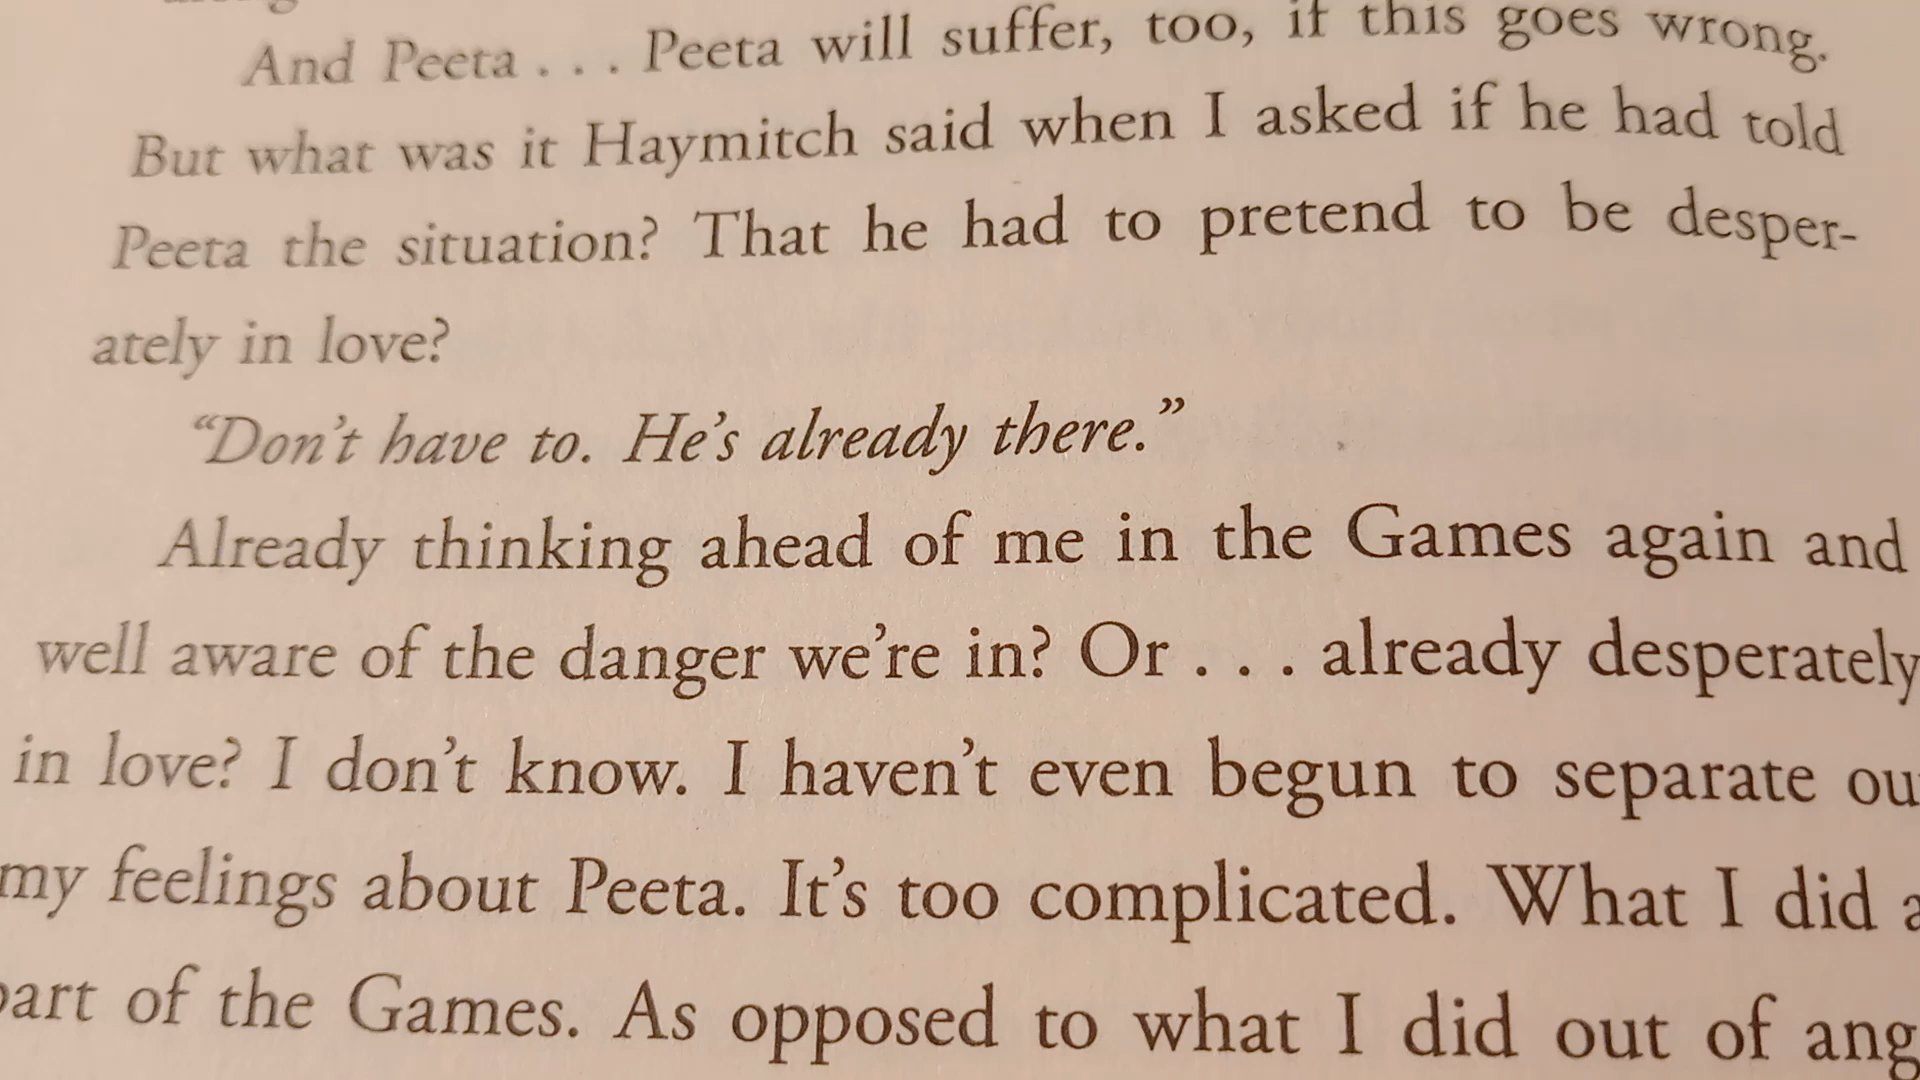 And Peeta . . . Peeta will suffer, too, if this goes wrong.
But what was it Haymitch said when I asked if he had told
Peeta the situation? That he had to pretend to be desper-
ately in love?
“Don’t have to. He’s already there.”
Already thinking ahead of me in the Games again and
well aware of the danger we’re in? Or . . . already desperately
in love? I don’t know. I haven’t even begun to separate ou
my feelings about Peeta. It’s too complicated. What I did a
part of the Games. As opposed to what I did out of ang